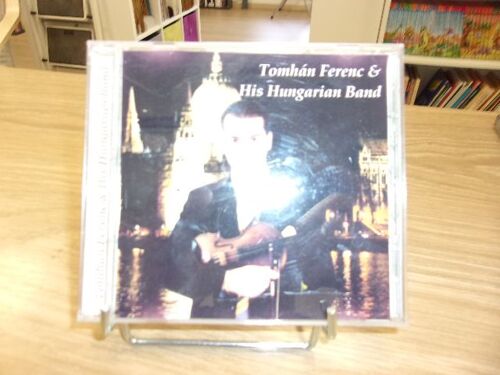 Tomhán Ferenc &
His Hungarian Band